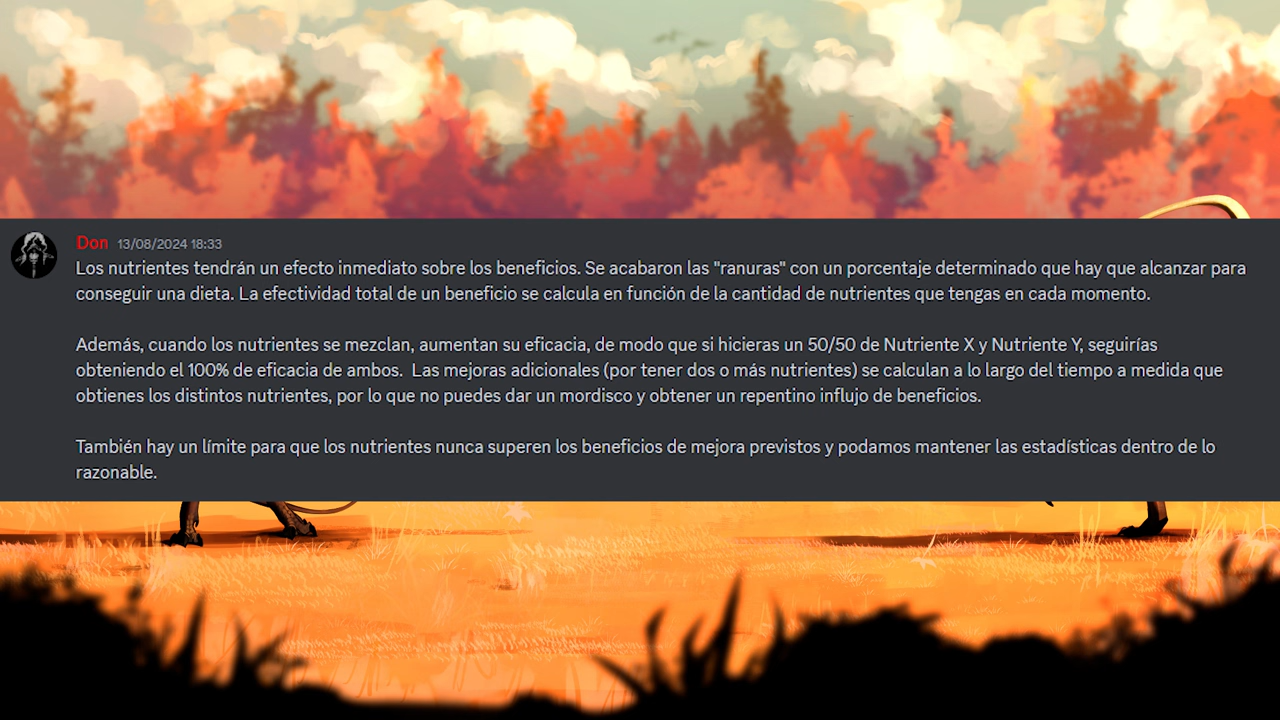 Don 13/08/2024 18:33
Los nutrientes tendrán un efecto inmediato sobre los beneficios. Se acabaron las "ranuras" con un porcentaje determinado que hay que alcanzar para
conseguir una dieta. La efectividad total de un beneficio se calcula en función de la cantidad de nutrientes que tengas en cada momento.
Además, cuando los nutrientes se mezclan, aumentan su eficacia, de modo que si hicieras un 50/50 de Nutriente X y Nutriente Y, seguirías
obteniendo el 100% de eficacia de ambos.  Las mejoras adicionales (por tener dos o más nutrientes) se calculan a lo largo del tiempo a medida que
obtienes los distintos nutrientes, por lo que no puedes dar un mordisco y obtener un repentino influjo de beneficios.
También hay un límite para que los nutrientes nunca superen los beneficios de mejora previstos y podamos mantener las estadísticas dentro de lo
razonable.